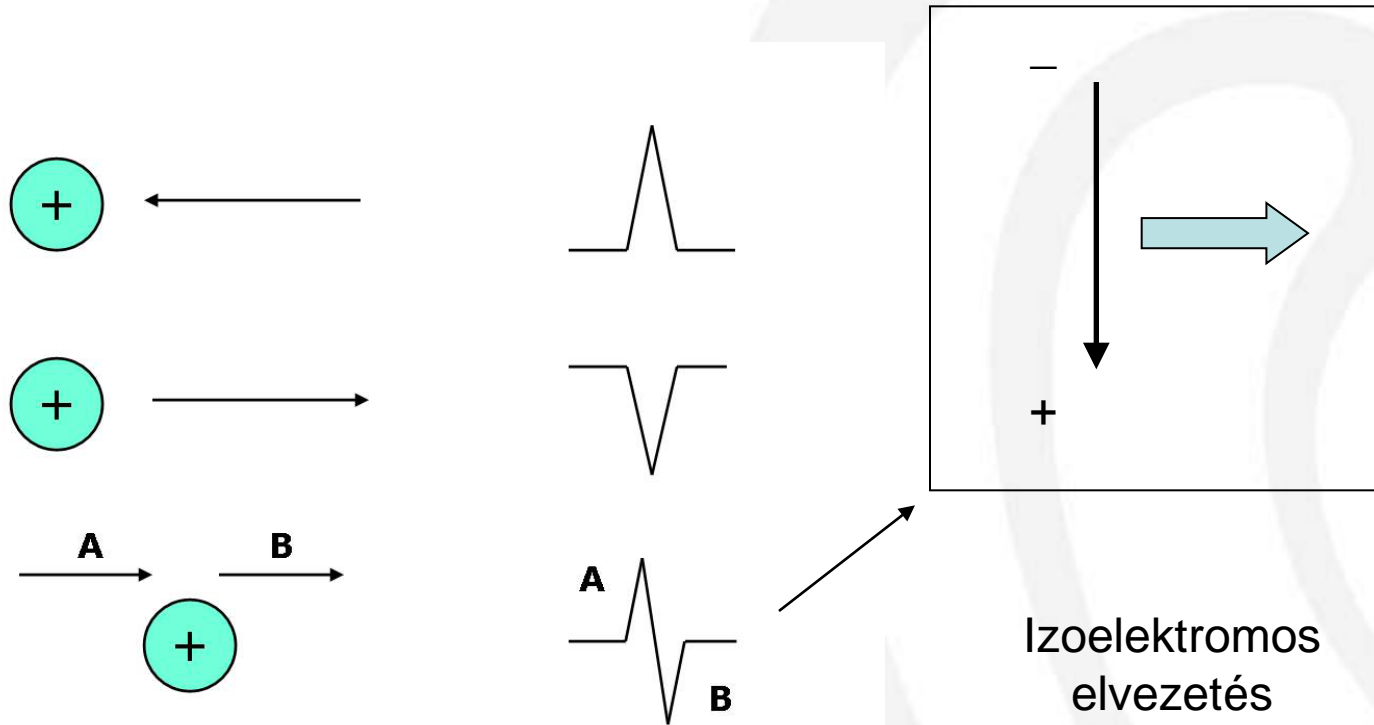 –
+
+
+
A B
+
A
B
Izoelektromos
elvezetés